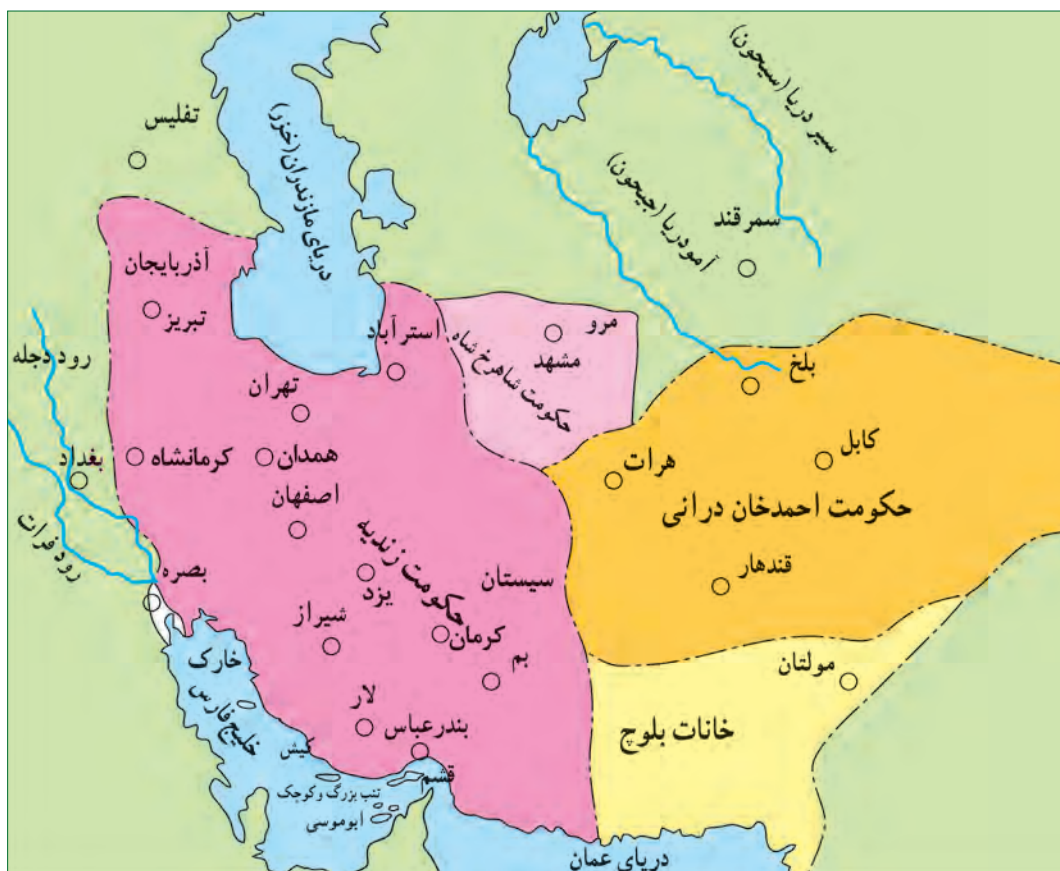 تفلیس
دریای مازندران (خزر)
سیر دریا (سیحون)
آمودریا (جیحون)
سمرقند
آذربایجان
تبریز
استرآباد
مرو
مشهد
حکومت شاهرخ شاه
بلخ
رود دجله
تهران
کابل
بغداد
کرمانشاه
همدان
هرات
اصفهان
حکومت احمدخان درانی
رود فرات
بصره
حکومت زندیه
یزد
سیستان
قندهار
شیراز
کرمان
بم
مولتان
خارک
خلیج فارس
لار
بندرعباس
خانات بلوچ
کیش
قشم
تنب بزرگ و کوچک
ابوموسی
دریای عمان